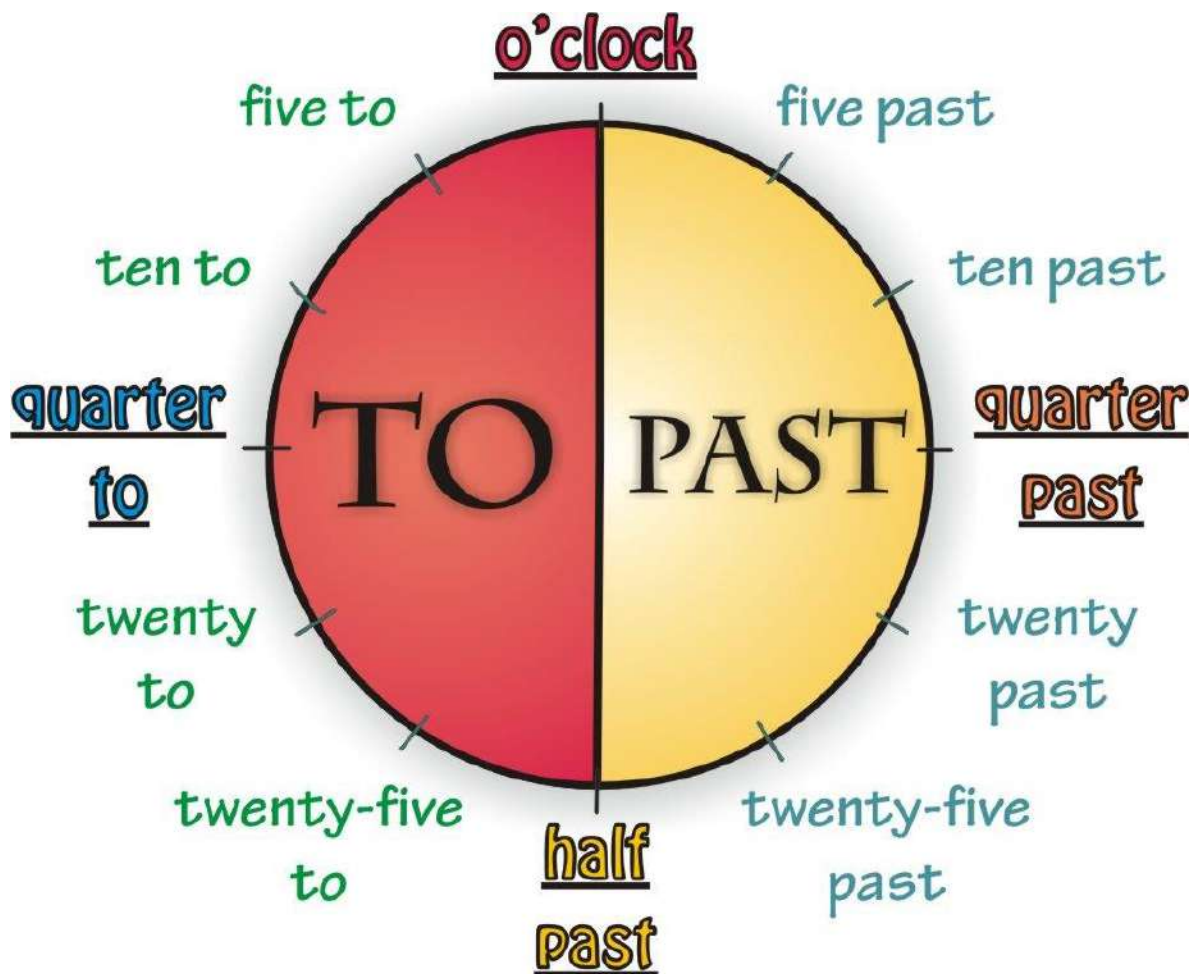 o'clock
five to
five past
ten to
ten past
quarter
to
TO
PAST
quarter
past
twenty
to
twenty
past
twenty-five
to
twenty-five
past
half
past